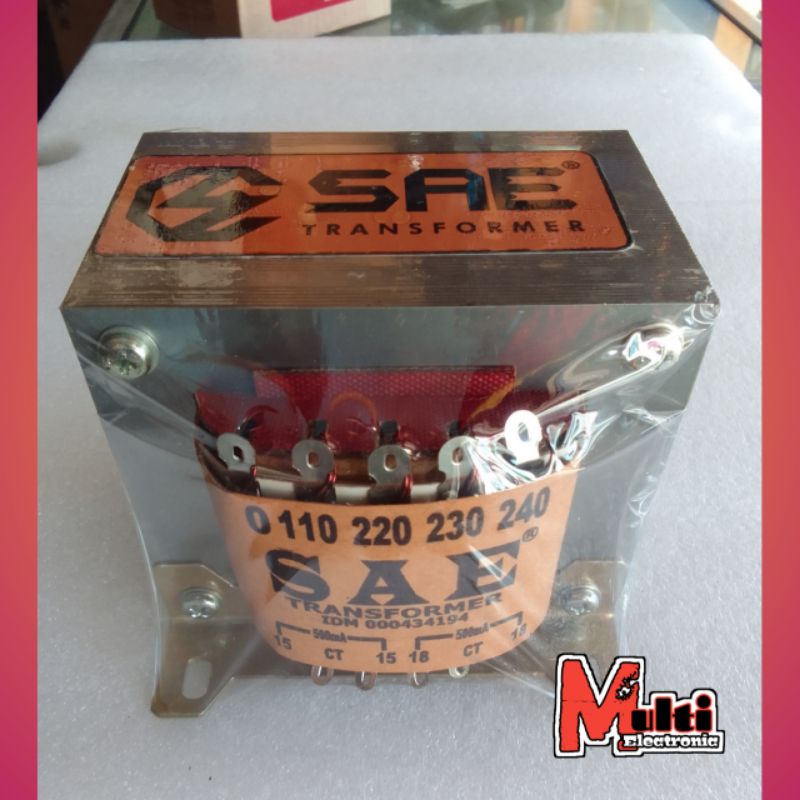 SAE®
TRANSFORMER
0 110 220 230 240
SAE®
TRANSFORMER
IDM 000434194
500mA 500mA
15 CT 15 18 CT 18
Multi
Electronic